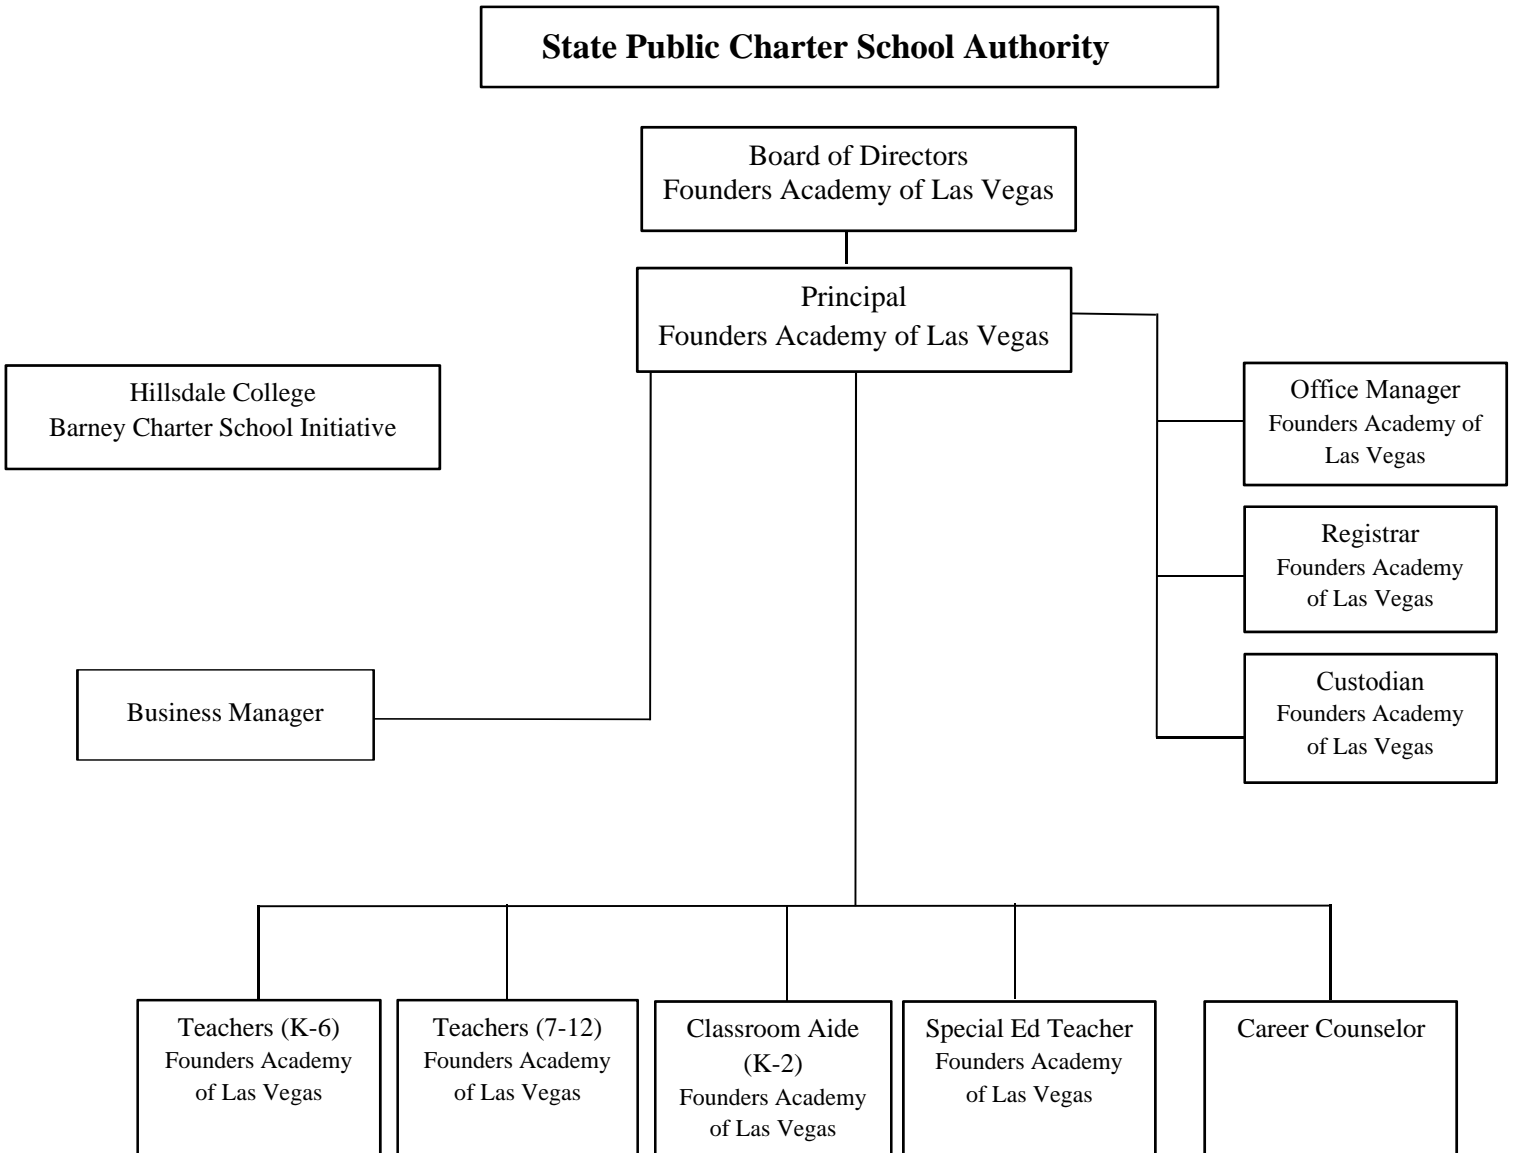 State Public Charter School Authority
Board of Directors
Founders Academy of Las Vegas
Principal
Founders Academy of Las Vegas
Hillsdale College
Barney Charter School Initiative
Office Manager
Founders Academy of
Las Vegas
Registrar
Founders Academy
of Las Vegas
Custodian
Founders Academy
of Las Vegas
Business Manager
Teachers (K-6)
Founders Academy
of Las Vegas
Teachers (7-12)
Founders Academy
of Las Vegas
Classroom Aide
(K-2)
Founders Academy
of Las Vegas
Special Ed Teacher
Founders Academy
of Las Vegas
Career Counselor